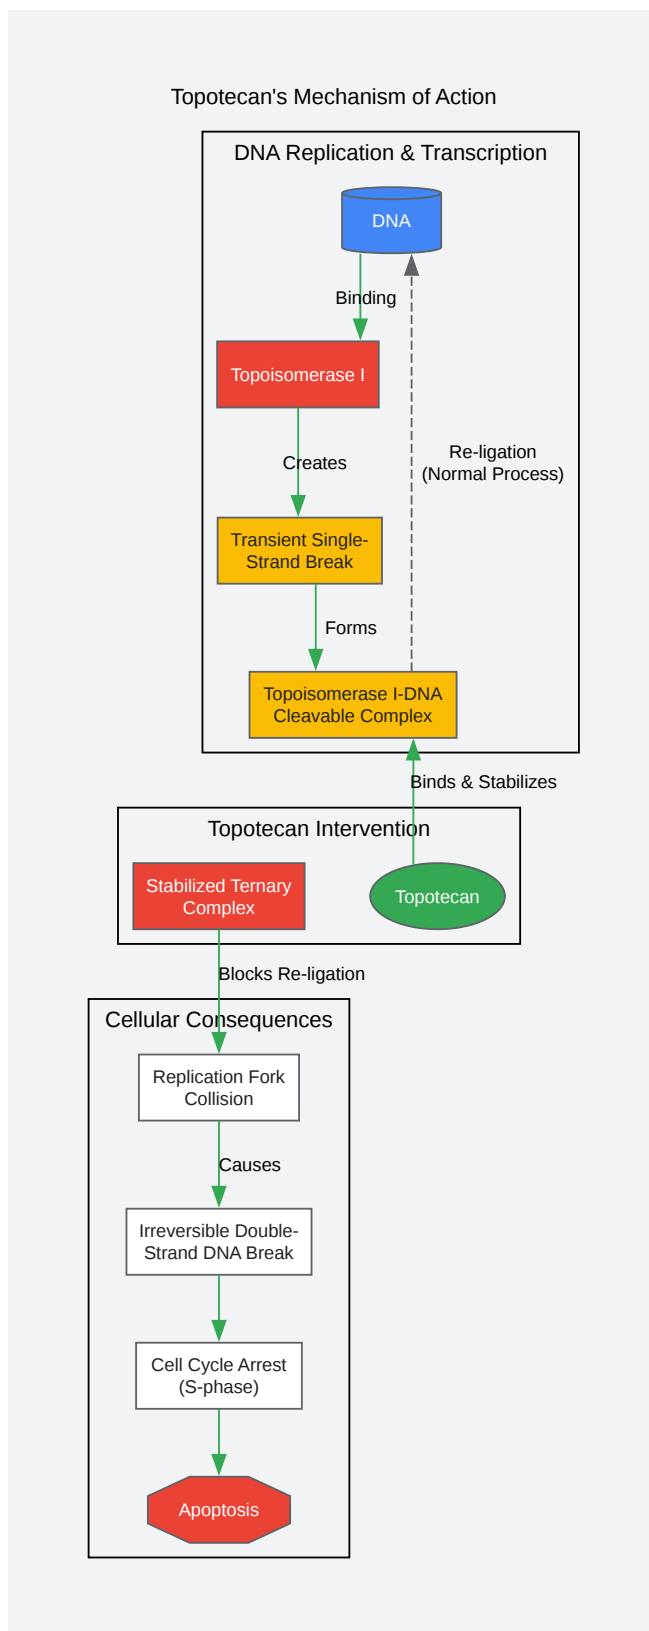 Topotecan's Mechanism of Action
DNA Replication & Transcription
DNA
Binding
Topoisomerase I
Creates
Re-ligation
(Normal Process)
Transient Single-
Strand Break
Forms
Topoisomerase I-DNA
Cleavable Complex
Binds & Stabilizes
Topotecan Intervention
Stabilized Ternary
Complex
Topotecan
Blocks Re-ligation
Cellular Consequences
Replication Fork
Collision
Causes
Irreversible Double-
Strand DNA Break
Cell Cycle Arrest
(S-phase)
Apoptosis